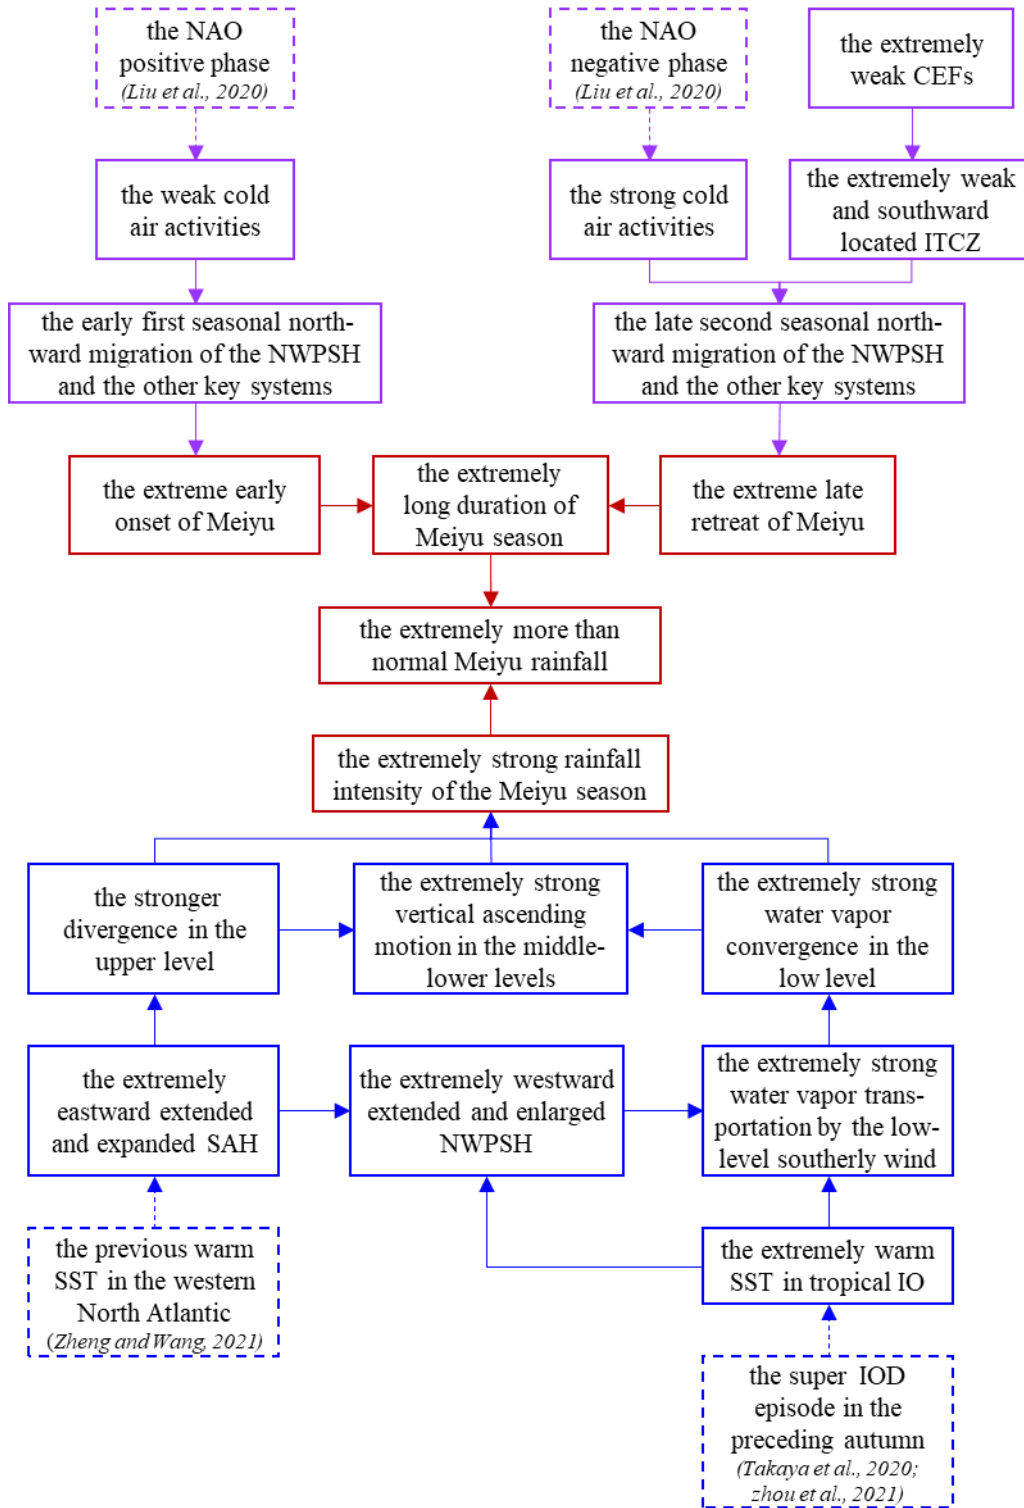 the NAO
positive phase
(Liu et al., 2020)
the NAO
negative phase
(Liu et al., 2020)
the extremely
weak CEFs
the weak cold
air activities
the strong cold
air activities
the extremely weak
and southward
located ITCZ
the early first seasonal north-
ward migration of the NWPSH
and the other key systems
the late second seasonal north-
ward migration of the NWPSH
and the other key systems
the extreme early
onset of Meiyu
the extremely
long duration of
Meiyu season
the extreme late
retreat of Meiyu
the extremely more than
normal Meiyu rainfall
the extremely strong rainfall
intensity of the Meiyu season
the stronger
divergence in the
upper level
the extremely strong
vertical ascending
motion in the middle-
lower levels
the extremely strong
water vapor
convergence in the
low level
the extremely
eastward extended
and expanded SAH
the extremely westward
extended and enlarged
NWPSH
the extremely strong
water vapor trans-
portation by the low-
level southerly wind
the previous warm
SST in the western
North Atlantic
(Zheng and Wang, 2021)
the extremely warm
SST in tropical IO
the super IOD
episode in the
preceding autumn
(Takaya et al., 2020;
zhou et al., 2021)